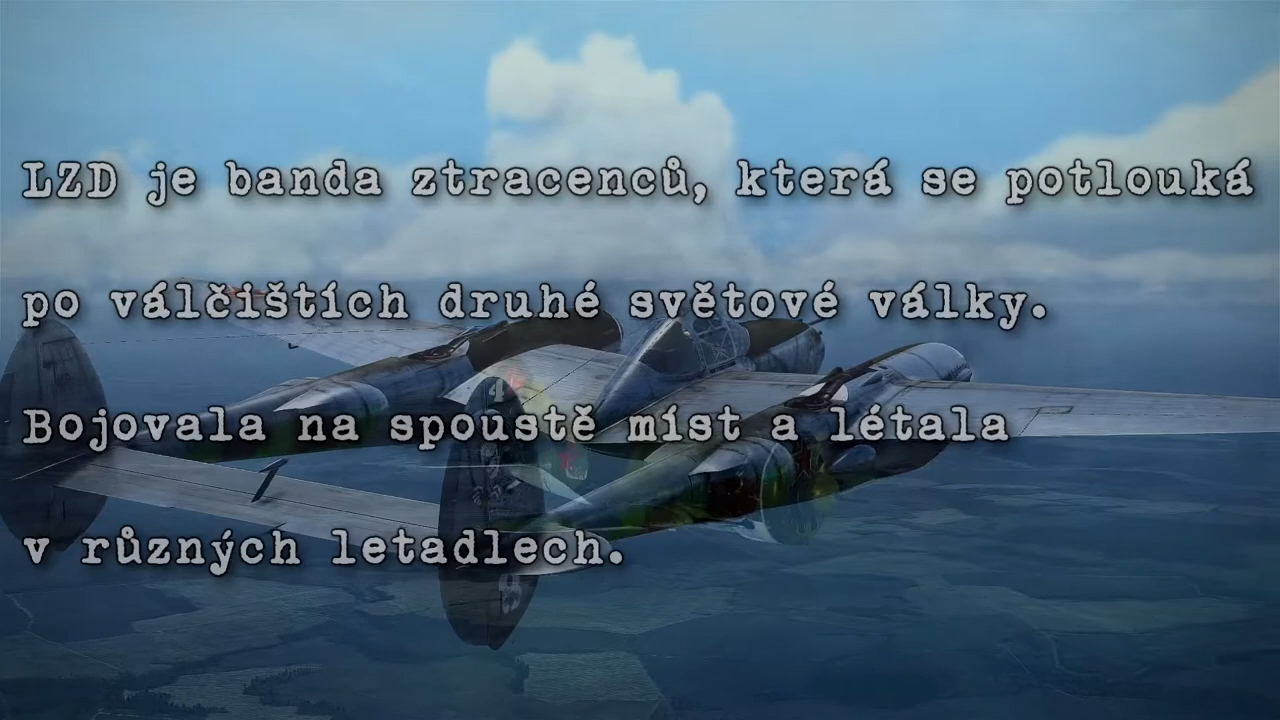 LZD je banda ztracenců, která se potlouká
po válčištích druhé světové války.
Bojovala na spoustě míst a létala
v různých letadlech.
4